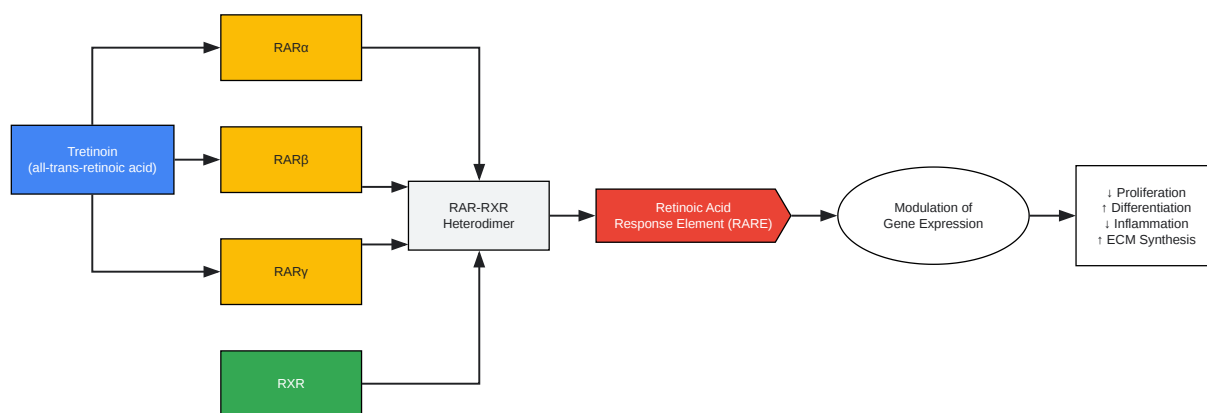 RARα
Tretinoin
(all-trans-retinoic acid)
RARβ
RARγ
RXR
RAR-RXR
Heterodimer
Retinoic Acid
Response Element (RARE)
Modulation of
Gene Expression
↓ Proliferation
↑ Differentiation
↓ Inflammation
↑ ECM Synthesis